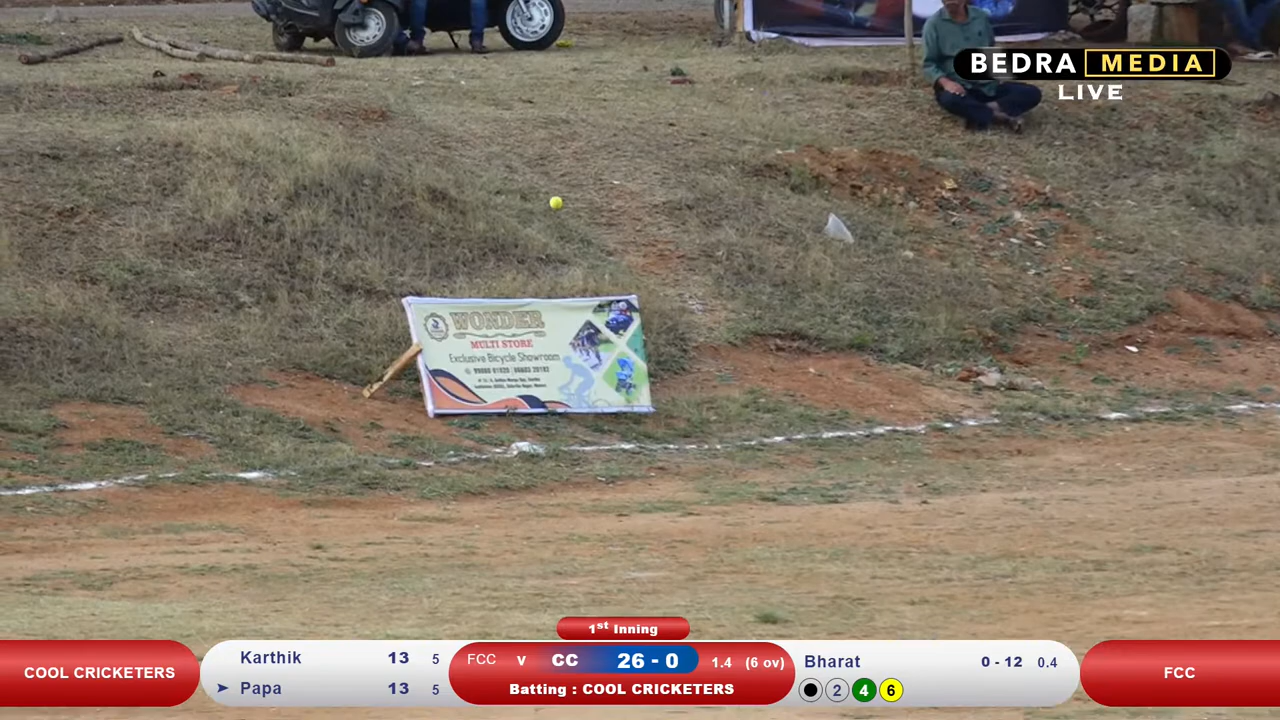 BEDRA MEDIA
LIVE
WONDER
MULTI STORE
Exclusive Bicycle Showroom
1st Inning
COOL CRICKETERS
Karthik 13 5
Papa 13 5
FCC v CC 26 - 0 1.4 (6 ov)
Batting : COOL CRICKETERS
Bharat 0 - 12 0.4
2 4 6
FCC